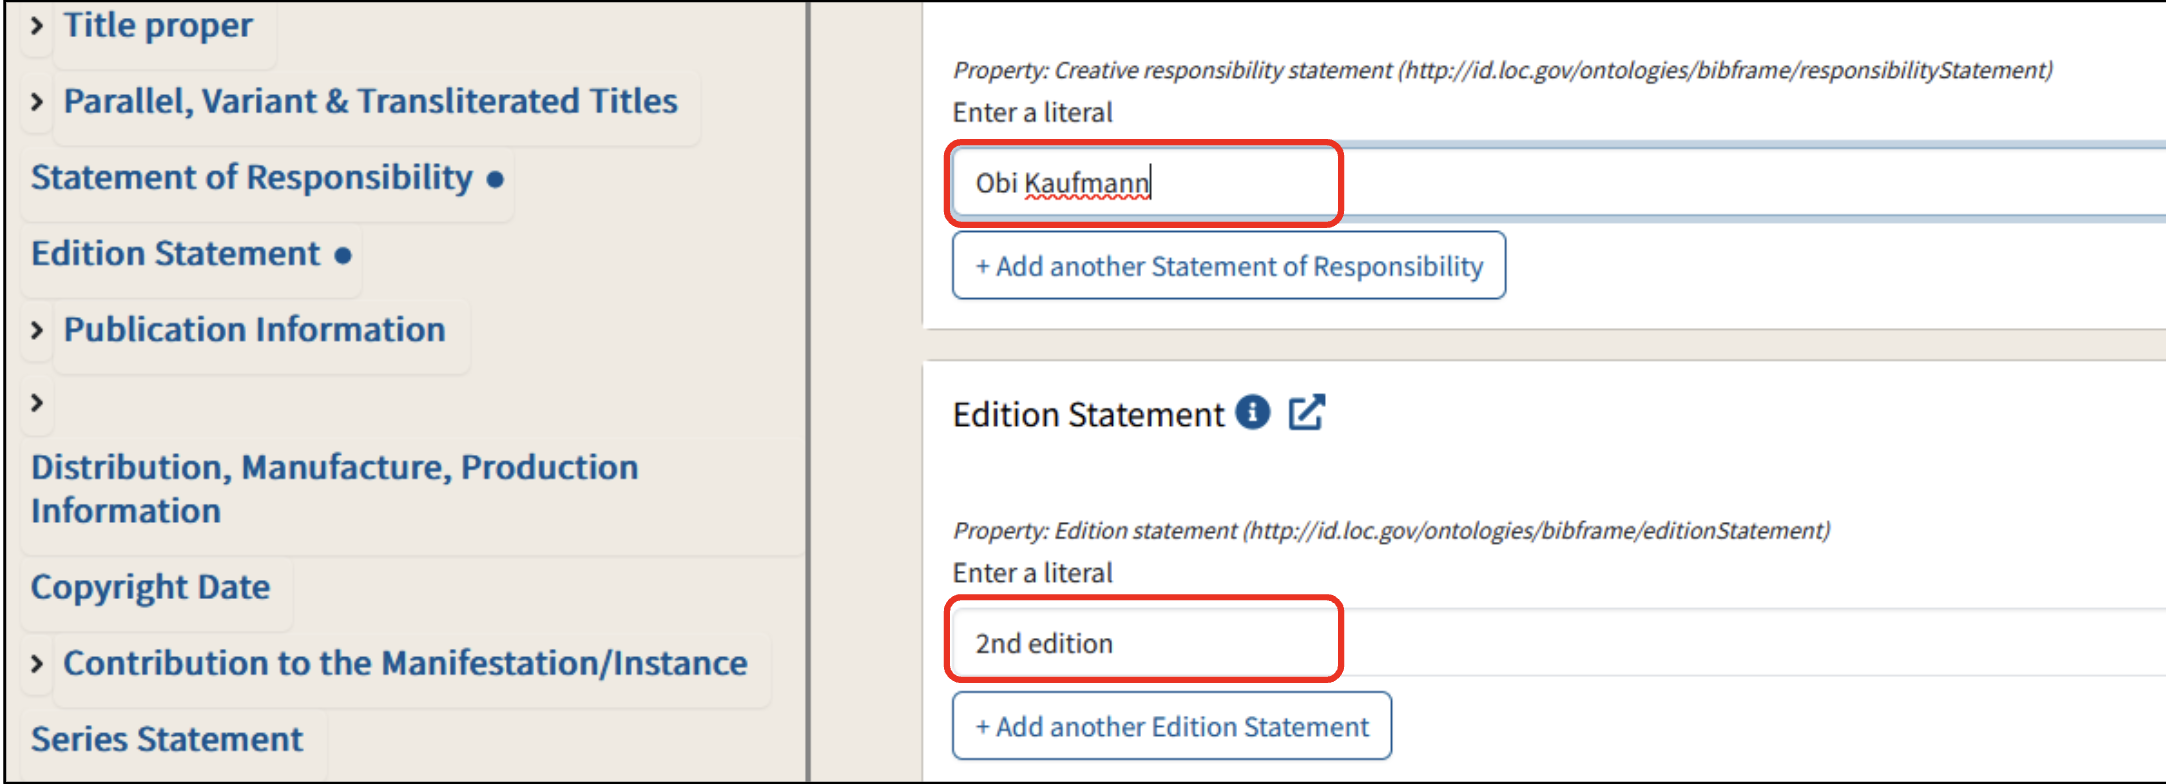 Title proper
Parallel, Variant & Transliterated Titles
Statement of Responsibility
Edition Statement
Publication Information
Distribution, Manufacture, Production
Information
Copyright Date
Contribution to the Manifestation/Instance
Series Statement
Property: Creative responsibility statement (http://id.loc.gov/ontologies/bibframe/responsibilityStatement)
Enter a literal
Obi Kaufmann
+ Add another Statement of Responsibility
Edition Statement
Property: Edition statement (http://id.loc.gov/ontologies/bibframe/editionStatement)
Enter a literal
2nd edition
+ Add another Edition Statement